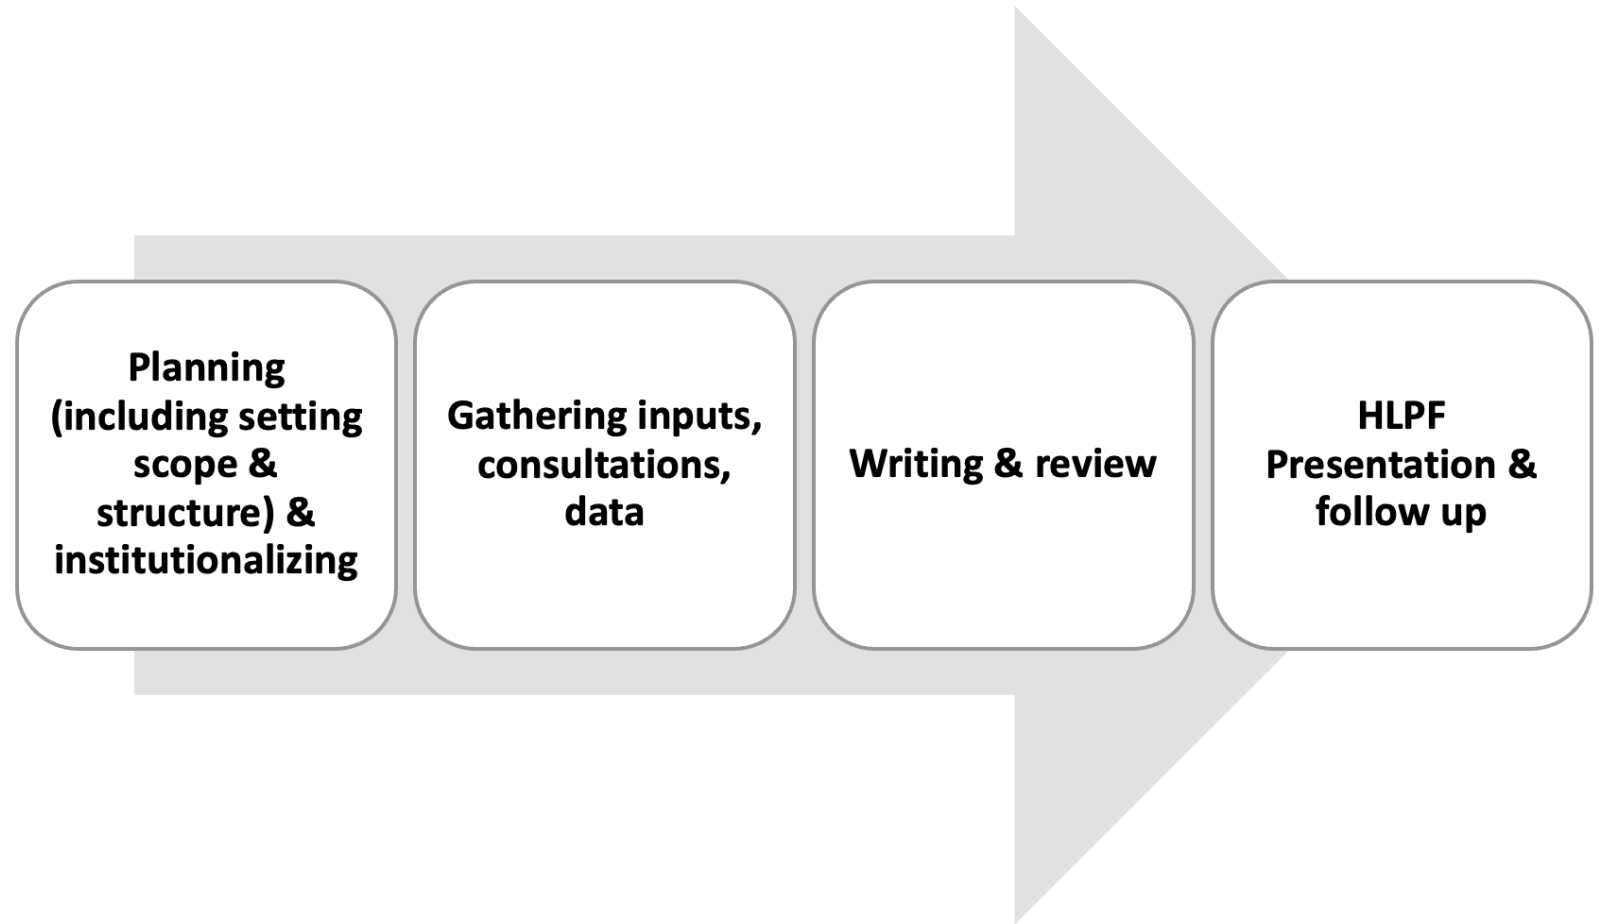 Planning
(including setting
scope &
structure) &
institutionalizing
Gathering inputs,
consultations,
data
Writing & review
HLPF
Presentation &
follow up